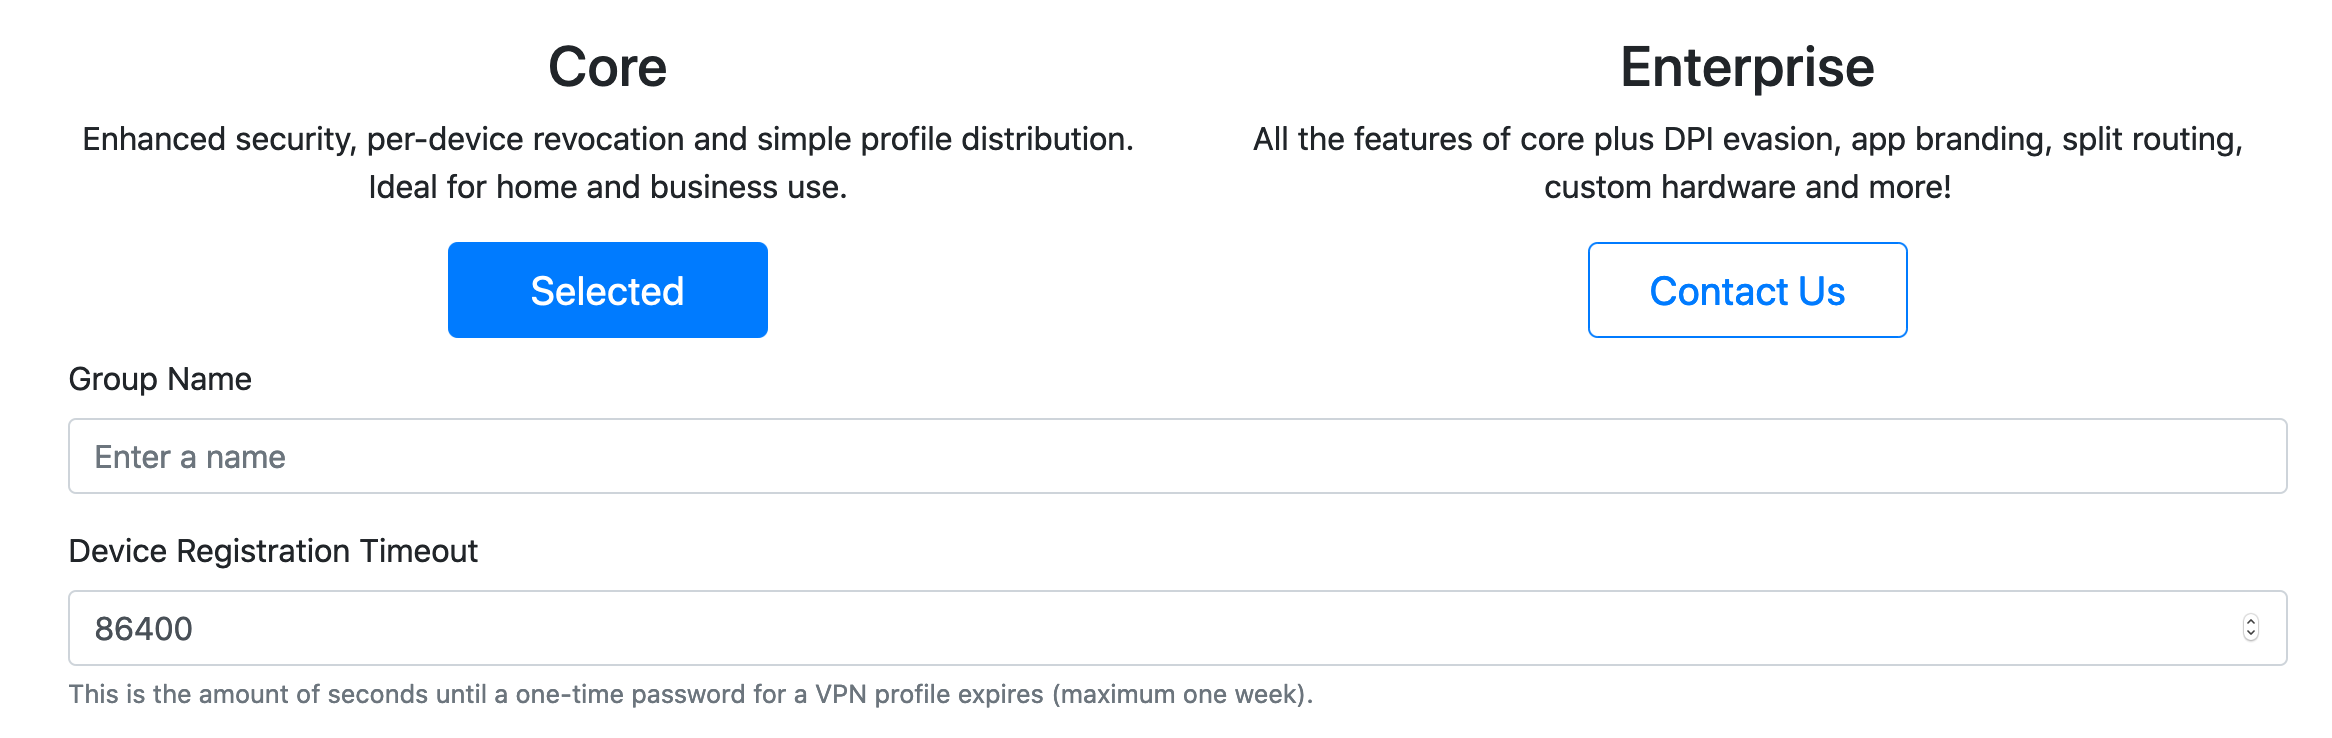 Core
Enhanced security, per-device revocation and simple profile distribution.
Ideal for home and business use.
Selected
Enterprise
All the features of core plus DPI evasion, app branding, split routing,
custom hardware and more!
Contact Us
Group Name
Enter a name
Device Registration Timeout
86400
This is the amount of seconds until a one-time password for a VPN profile expires (maximum one week).